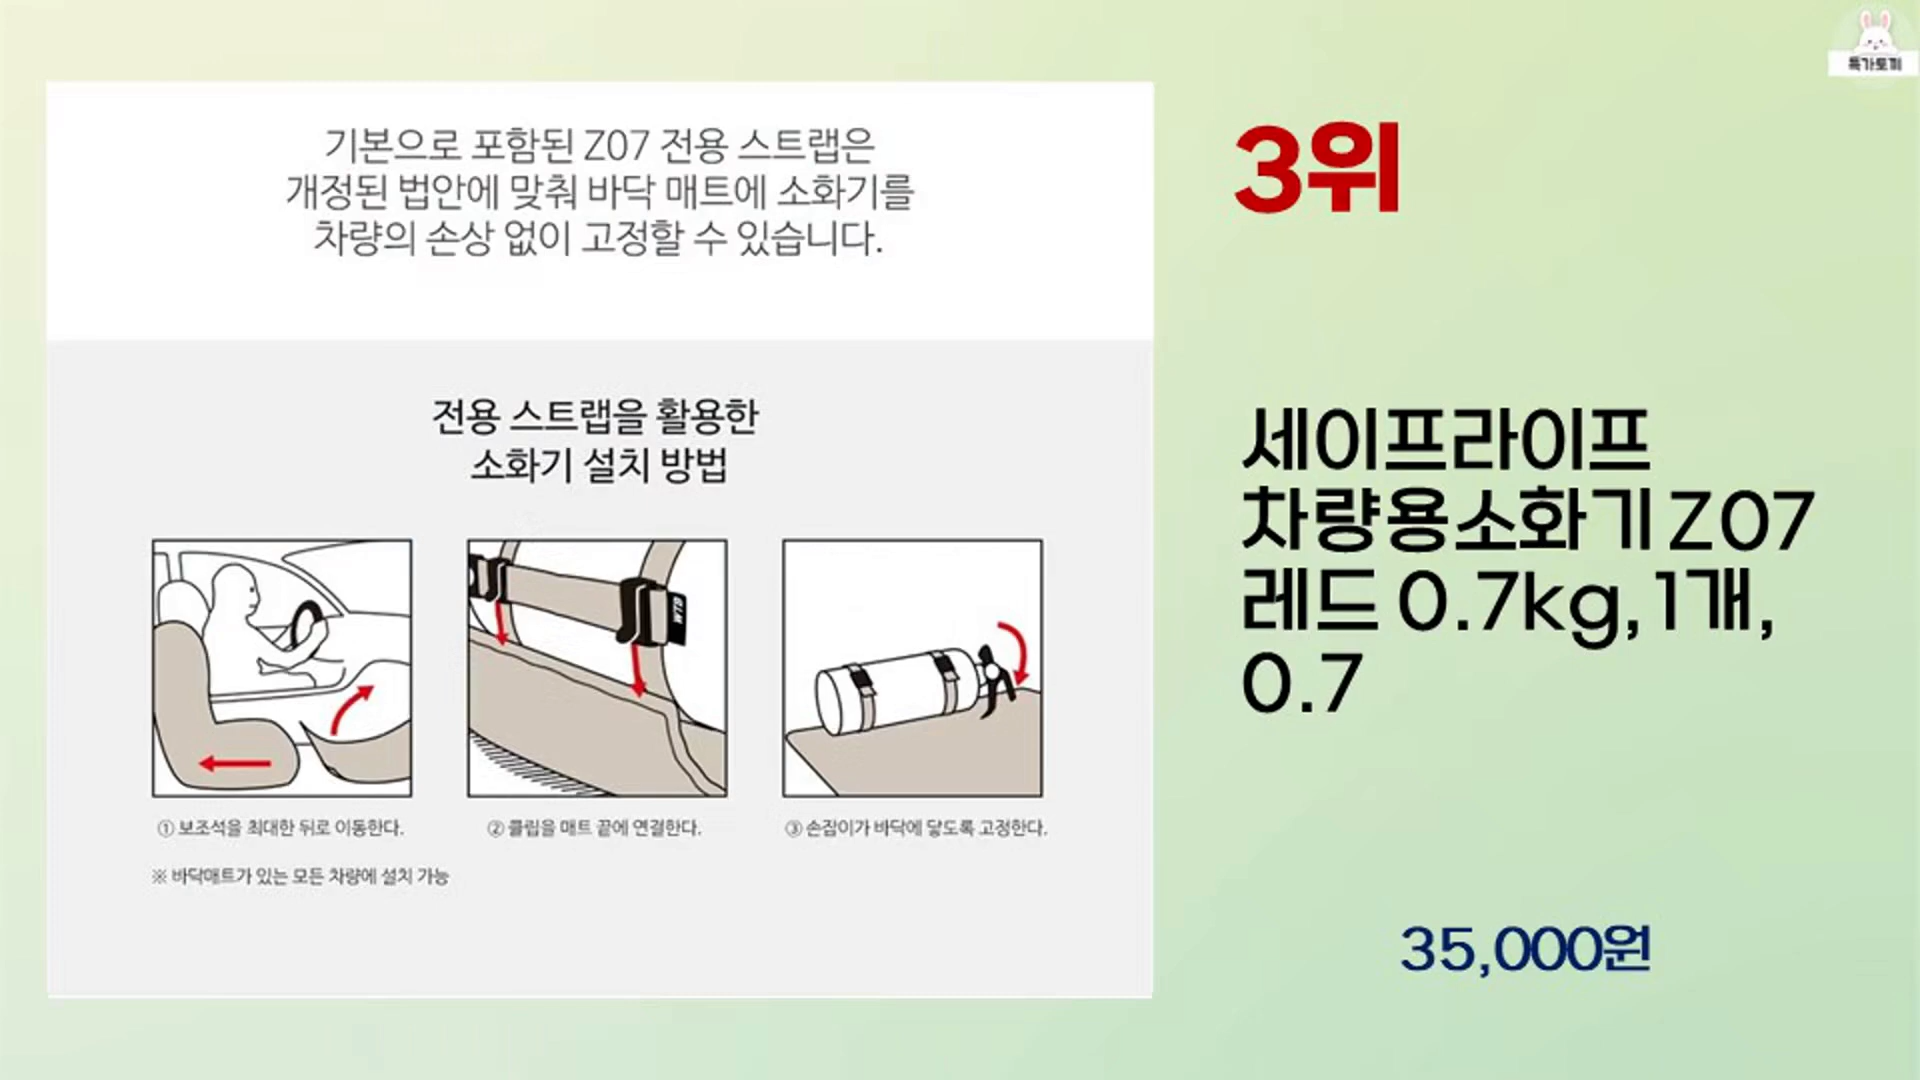 특가토끼
기본으로 포함된 Z07 전용 스트랩은
개정된 법안에 맞춰 바닥 매트에 소화기를
차량의 손상 없이 고정할 수 있습니다.
전용 스트랩을 활용한
소화기 설치 방법
① 보조석을 최대한 뒤로 이동한다.
② 클립을 매트 끝에 연결한다.
③ 손잡이가 바닥에 닿도록 고정한다.
※ 바닥매트가 있는 모든 차량에 설치 가능
3위
세이프라이프
차량용소화기 Z07
레드 0.7kg, 1개,
0.7
35,000원